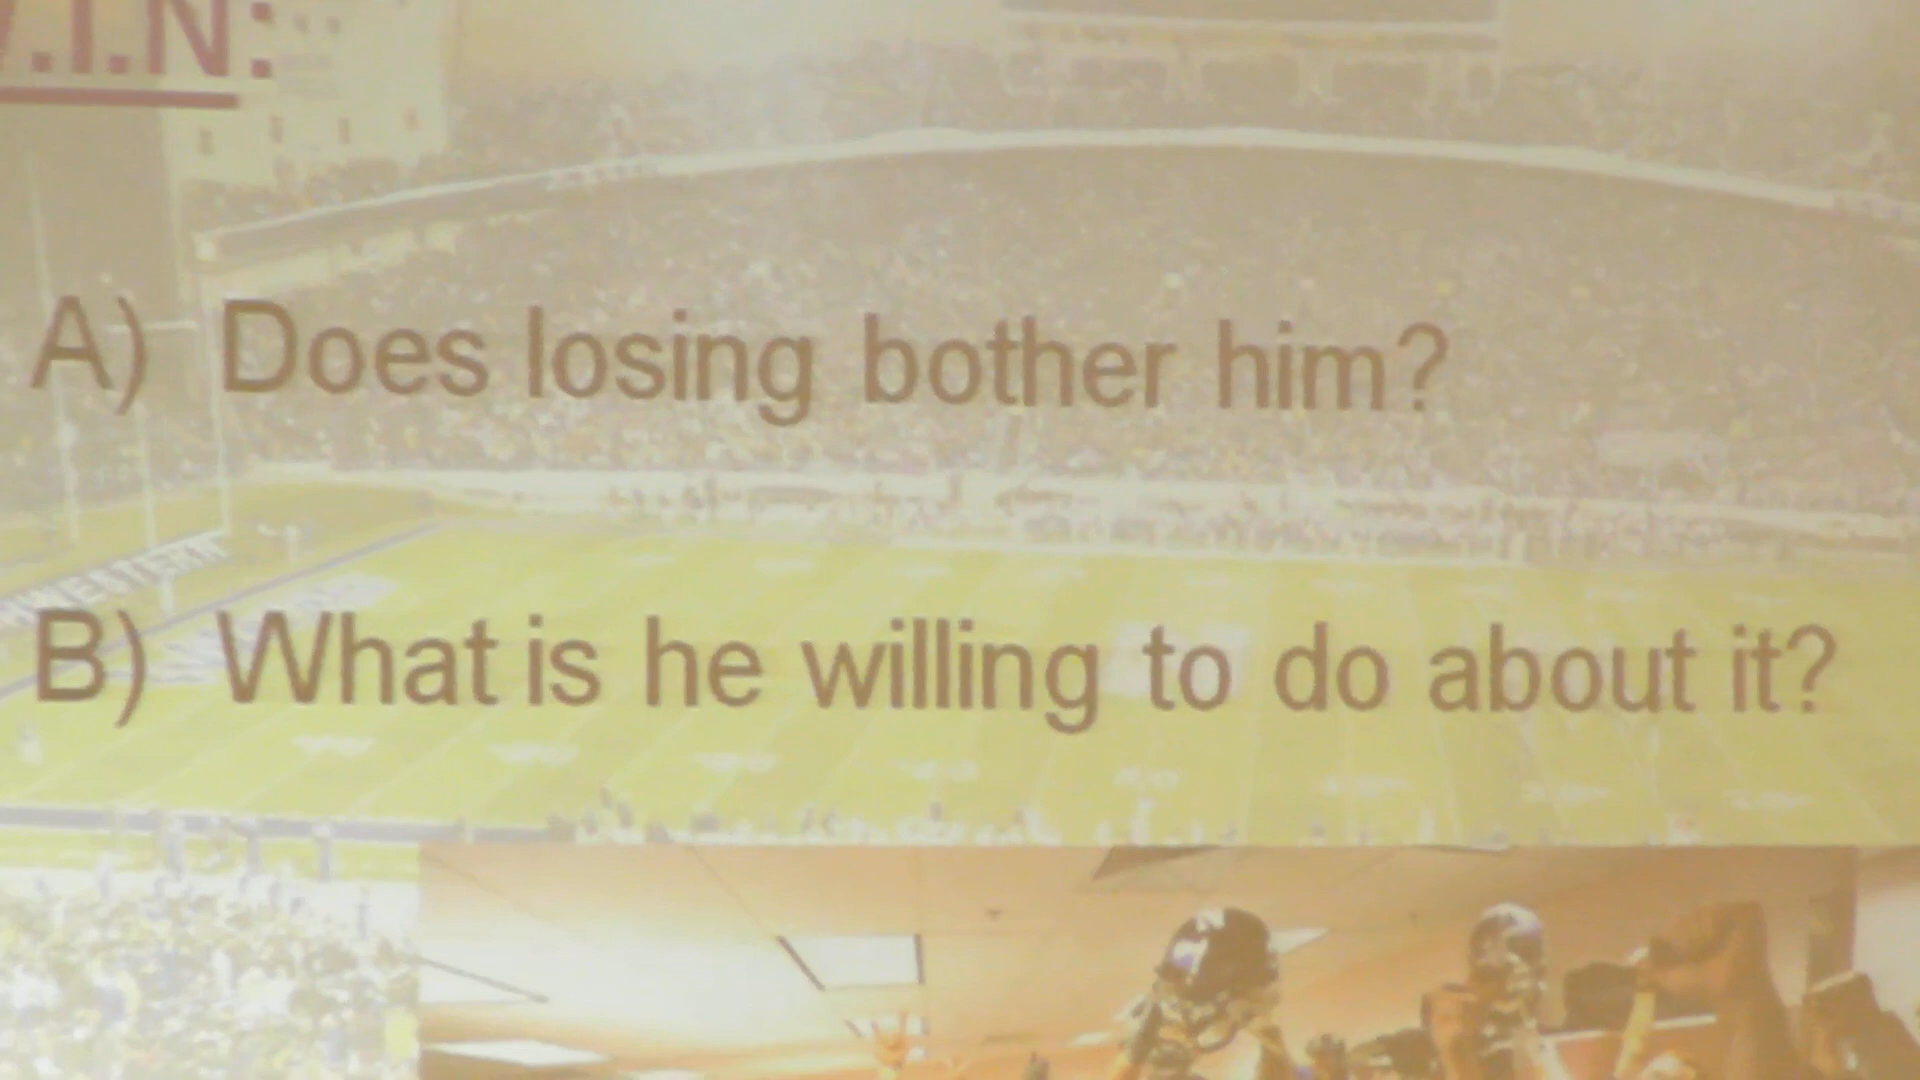 .I.N:
A) Does losing bother him?
B) What is he willing to do about it?